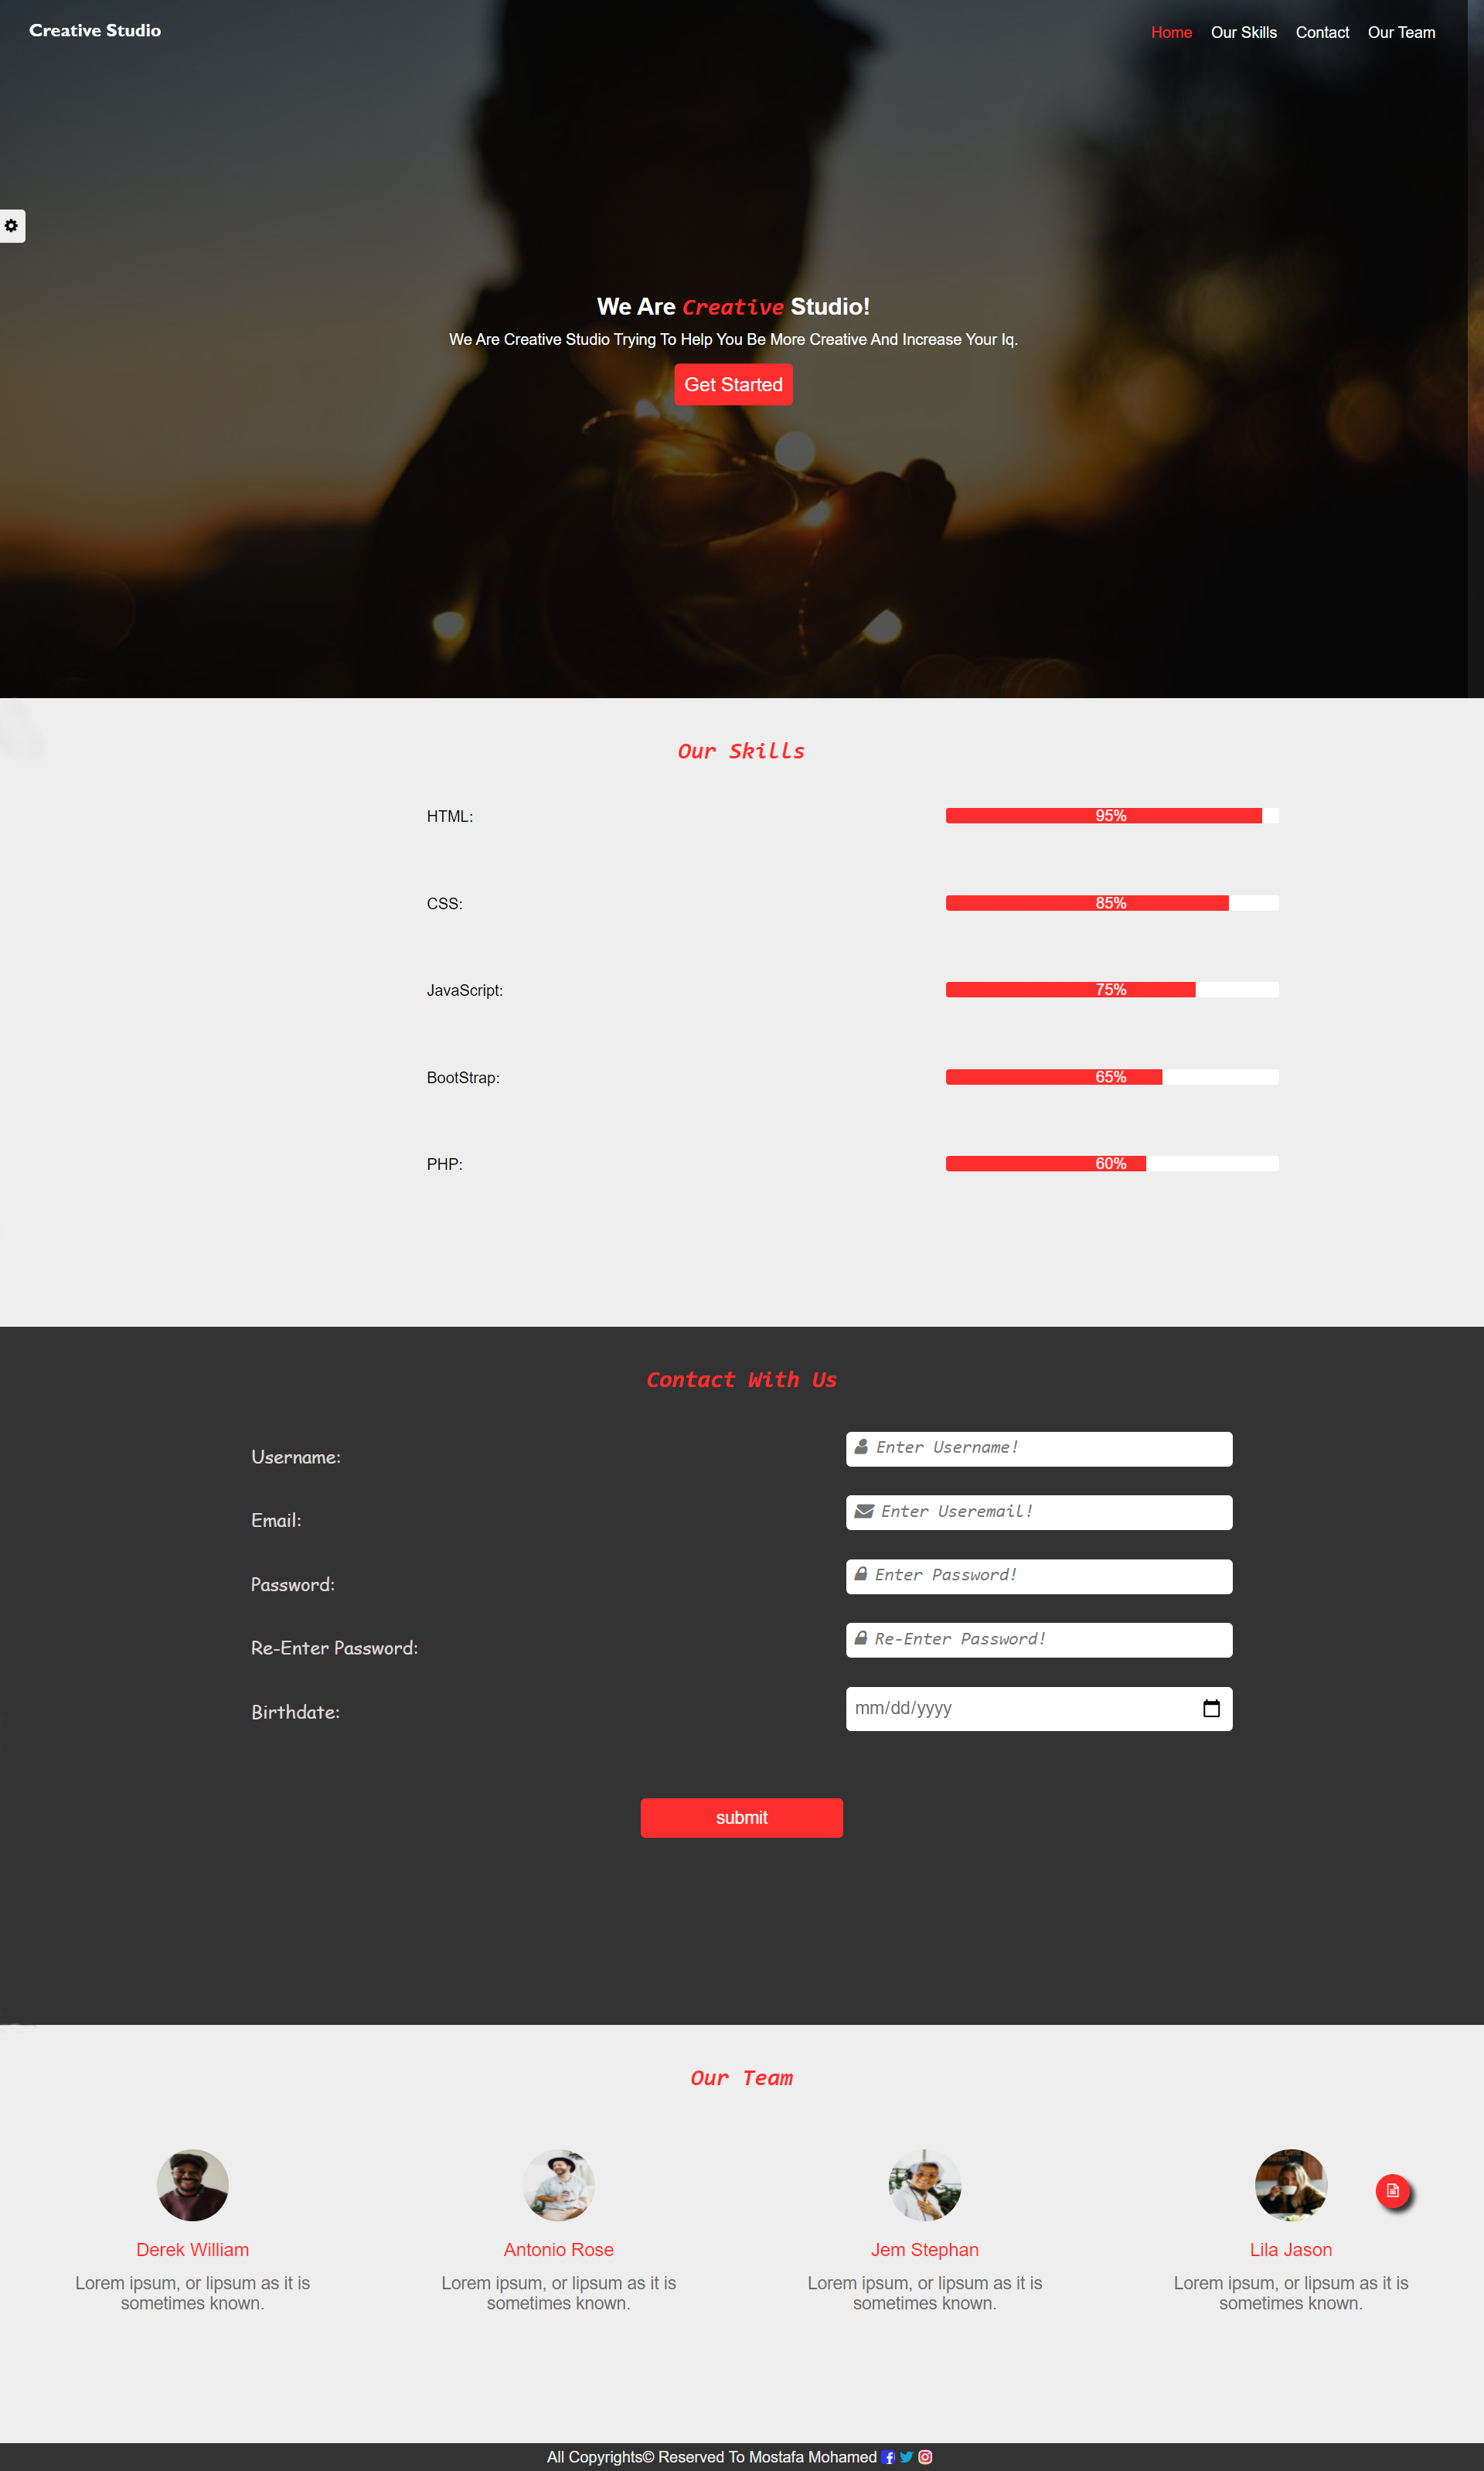 Creative Studio
Home Our Skills Contact Our Team
We Are Creative Studio!
We Are Creative Studio Trying To Help You Be More Creative And Increase Your Iq.
Get Started
Our Skills
HTML: 95%
CSS: 85%
JavaScript: 75%
BootStrap: 65%
PHP: 60%
Contact With Us
Username: Enter Username!
Email: Enter Useremail!
Password: Enter Password!
Re-Enter Password: Re-Enter Password!
Birthdate: mm/dd/yyyy
submit
Our Team
Derek William
Lorem ipsum, or lipsum as it is
sometimes known.
Antonio Rose
Lorem ipsum, or lipsum as it is
sometimes known.
Jem Stephan
Lorem ipsum, or lipsum as it is
sometimes known.
Lila Jason
Lorem ipsum, or lipsum as it is
sometimes known.
All Copyrights© Reserved To Mostafa Mohamed